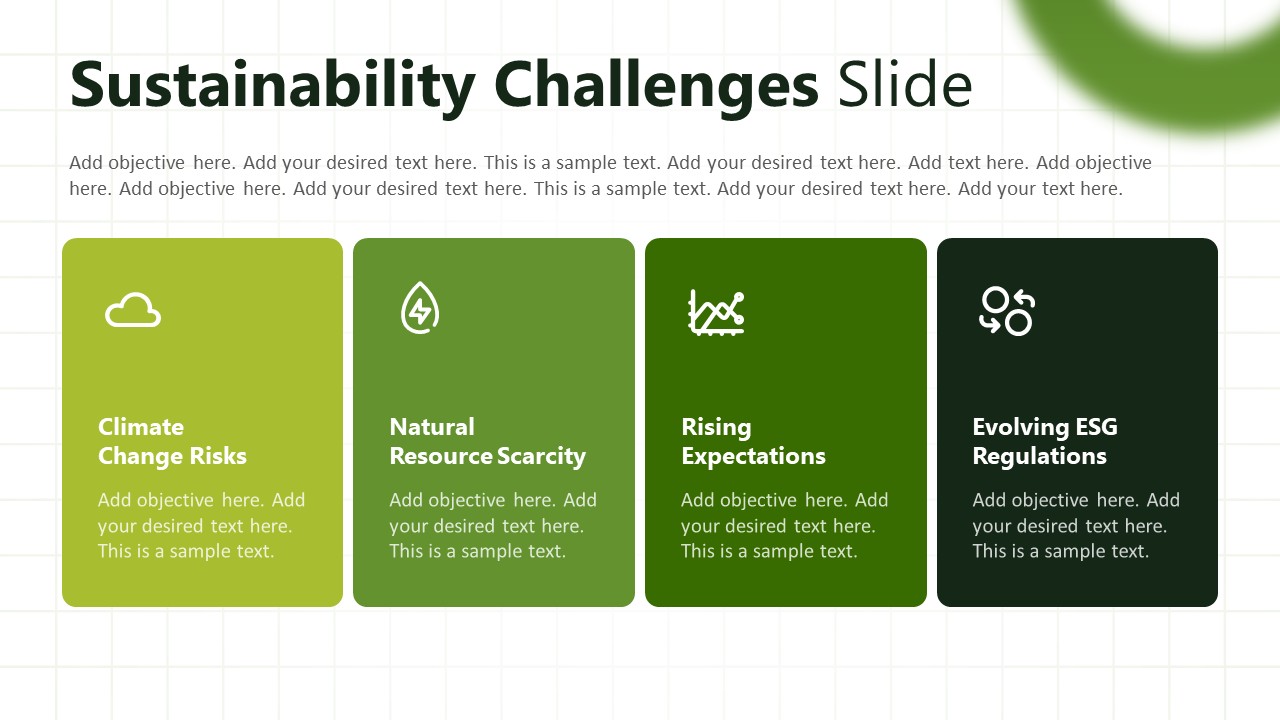 Sustainability Challenges Slide
Add objective here. Add your desired text here. This is a sample text. Add your desired text here. Add text here. Add objective
here. Add objective here. Add your desired text here. This is a sample text. Add your desired text here. Add your text here.
Climate
Change Risks
Add objective here. Add
your desired text here.
This is a sample text.
Natural
Resource Scarcity
Add objective here. Add
your desired text here.
This is a sample text.
Rising
Expectations
Add objective here. Add
your desired text here.
This is a sample text.
Evolving ESG
Regulations
Add objective here. Add
your desired text here.
This is a sample text.